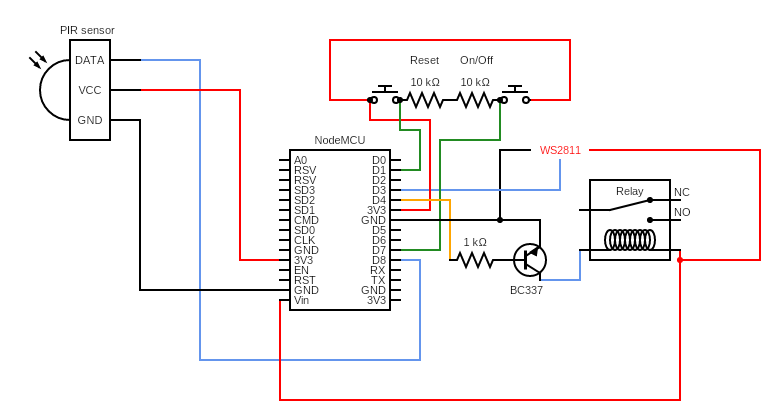 PIR sensor
DATA
VCC
GND
Reset
On/Off
10 kΩ
10 kΩ
NodeMCU
A0
RSV
RSV
SD3
SD2
SD1
CMD
SD0
CLK
GND
3V3
EN
RST
GND
Vin
D0
D1
D2
D3
D4
3V3
GND
D5
D6
D7
D8
RX
TX
GND
3V3
WS2811
1 kΩ
BC337
Relay
NC
NO